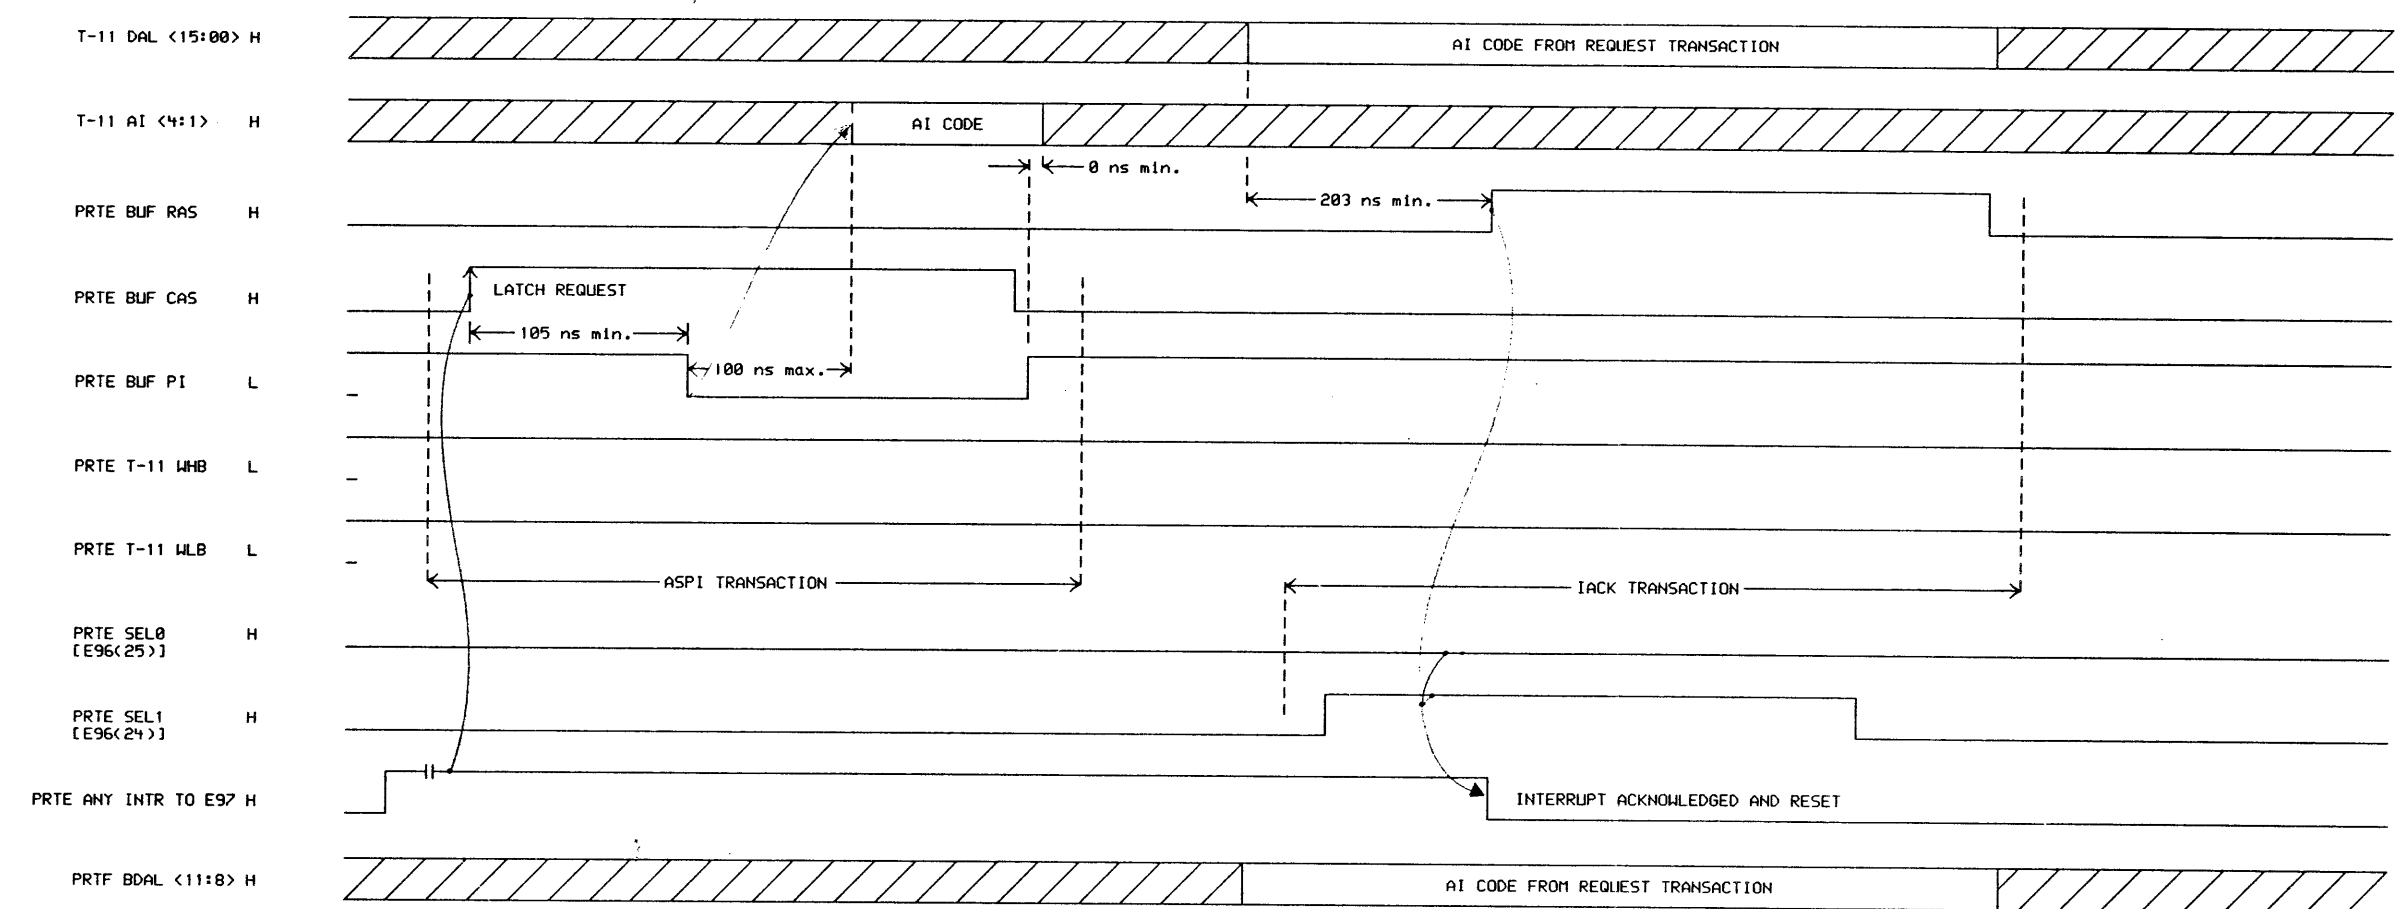 T-11 DAL <15:00> H
AI CODE FROM REQUEST TRANSACTION
T-11 AI <4:1> H
AI CODE
0 ns min.
PRTE BUF RAS H
203 ns min.
PRTE BUF CAS H
LATCH REQUEST
105 ns min.
PRTE BUF PI L
100 ns max.
PRTE T-11 WHB L
PRTE T-11 WLB L
ASPI TRANSACTION
IACK TRANSACTION
PRTE SEL0 H
[E96(25)]
PRTE SEL1 H
[E96(24)]
PRTE ANY INTR TO E97 H
INTERRUPT ACKNOWLEDGED AND RESET
PRTF BDAL <11:8> H
AI CODE FROM REQUEST TRANSACTION